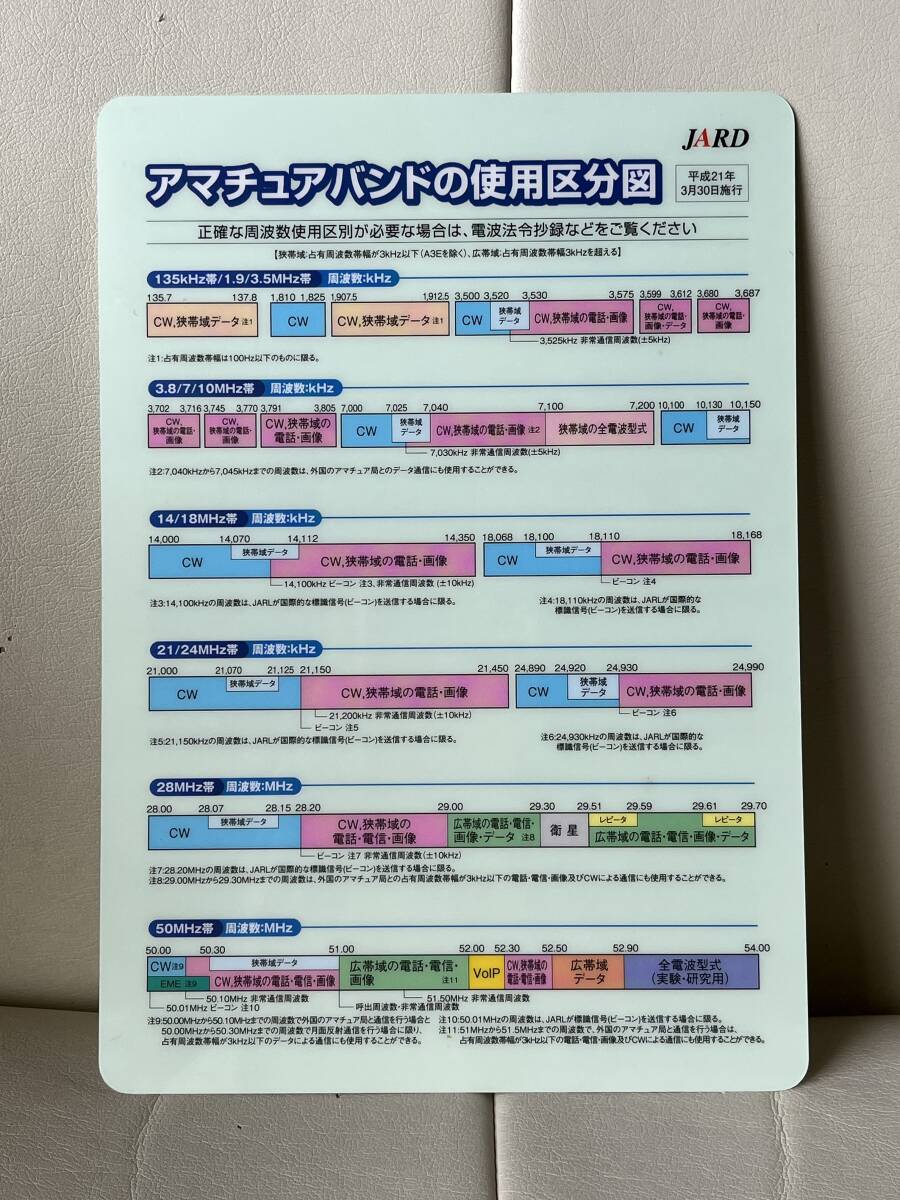 JARD
アマチュアバンドの使用区分図
平成21年
3月30日施行
正確な周波数使用区別が必要な場合は、電波法令抄録などをご覧ください
【狭帯域:占有周波数帯幅が3kHz以下(A3Eを除く)、広帯域:占有周波数帯幅3kHzを超える】
135kHz帯/1.9/3.5MHz帯 周波数:kHz
135.7 137.8 1,810 1,825 1,907.5 1,912.5 3,500 3,520 3,530 3,575 3,599 3,612 3,680 3,687
CW,狭帯域データ 注1
CW
CW,狭帯域データ 注1
CW
狭帯域
データ
CW,狭帯域の電話・画像
CW,
狭帯域の電話・
画像・データ
CW,
狭帯域の電話・
画像
3,525kHz 非常通信周波数(±5kHz)
注1:占有周波数帯幅は100Hz以下のものに限る。
3.8/7/10MHz帯 周波数:kHz
3,702 3,716 3,745 3,770 3,791 3,805 7,000 7,025 7,040 7,100 7,200 10,100 10,130 10,150
CW,
狭帯域の電話・
画像
CW,
狭帯域の電話・
画像
CW,狭帯域の
電話・画像
CW
狭帯域
データ
CW,狭帯域の電話・画像 注2
狭帯域の全電波型式
CW
狭帯域
データ
7,030kHz 非常通信周波数(±5kHz)
注2:7,040kHzから7,045kHzまでの周波数は、外国のアマチュア局とのデータ通信にも使用することができる。
14/18MHz帯 周波数:kHz
14,000 14,070 14,112 14,350 18,068 18,100 18,110 18,168
CW
狭帯域データ
CW,狭帯域の電話・画像
CW
狭帯域データ
CW,狭帯域の電話・画像
14,100kHz ビーコン 注3、非常通信周波数 (±10kHz)
ビーコン 注4
注3:14,100kHzの周波数は、JARLが国際的な標識信号(ビーコン)を送信する場合に限る。
注4:18,110kHzの周波数は、JARLが国際的な
標識信号(ビーコン)を送信する場合に限る。
21/24MHz帯 周波数:kHz
21,000 21,070 21,125 21,150 21,450 24,890 24,920 24,930 24,990
CW
狭帯域データ
CW,狭帯域の電話・画像
CW
狭帯域
データ
CW,狭帯域の電話・画像
21,200kHz 非常通信周波数(±10kHz)
ビーコン 注5
ビーコン 注6
注5:21,150kHzの周波数は、JARLが国際的な標識信号(ビーコン)を送信する場合に限る。
注6:24,930kHzの周波数は、JARLが国際的な
標識信号(ビーコン)を送信する場合に限る。
28MHz帯 周波数:MHz
28.00 28.07 28.15 28.20 29.00 29.30 29.51 29.59 29.61 29.70
CW
狭帯域データ
CW,狭帯域の
電話・電信・画像
広帯域の電話・電信・
画像・データ 注8
衛星
レピータ
レピータ
広帯域の電話・電信・画像・データ
ビーコン 注7 非常通信周波数(±10kHz)
注7:28.20MHzの周波数は、JARLが国際的な標識信号(ビーコン)を送信する場合に限る。
注8:29.00MHzから29.30MHzまでの周波数は、外国のアマチュア局との占有周波数帯幅が3kHz以下の電話・電信・画像及びCWによる通信にも使用することができる。
50MHz帯 周波数:MHz
50.00 50.30 51.00 52.00 52.30 52.50 52.90 54.00
CW注9
EME 注9
狭帯域データ
CW,狭帯域の電話・電信・画像
広帯域の電話・電信・
画像 注11
VoIP
CW,狭帯域の
電話・電信・画像
広帯域
データ
全電波型式
(実験・研究用)
50.10MHz 非常通信周波数
51.50MHz 非常通信周波数
50.01MHz ビーコン 注10
呼出周波数・非常通信周波数
注9:50.00MHzから50.10MHzまでの周波数で外国のアマチュア局と通信を行う場合と
50.00MHzから50.30MHzまでの周波数で月面反射通信を行う場合に限り、
占有周波数帯幅が3kHz以下のデータによる通信にも使用することができる。
注10:50.01MHzの周波数は、JARLが標識信号(ビーコン)を送信する場合に限る。
注11:51MHzから51.5MHzまでの周波数で、外国のアマチュア局と通信を行う場合は、
占有周波数帯幅が3kHz以下の電話・電信・画像及びCWによる通信にも使用することができる。